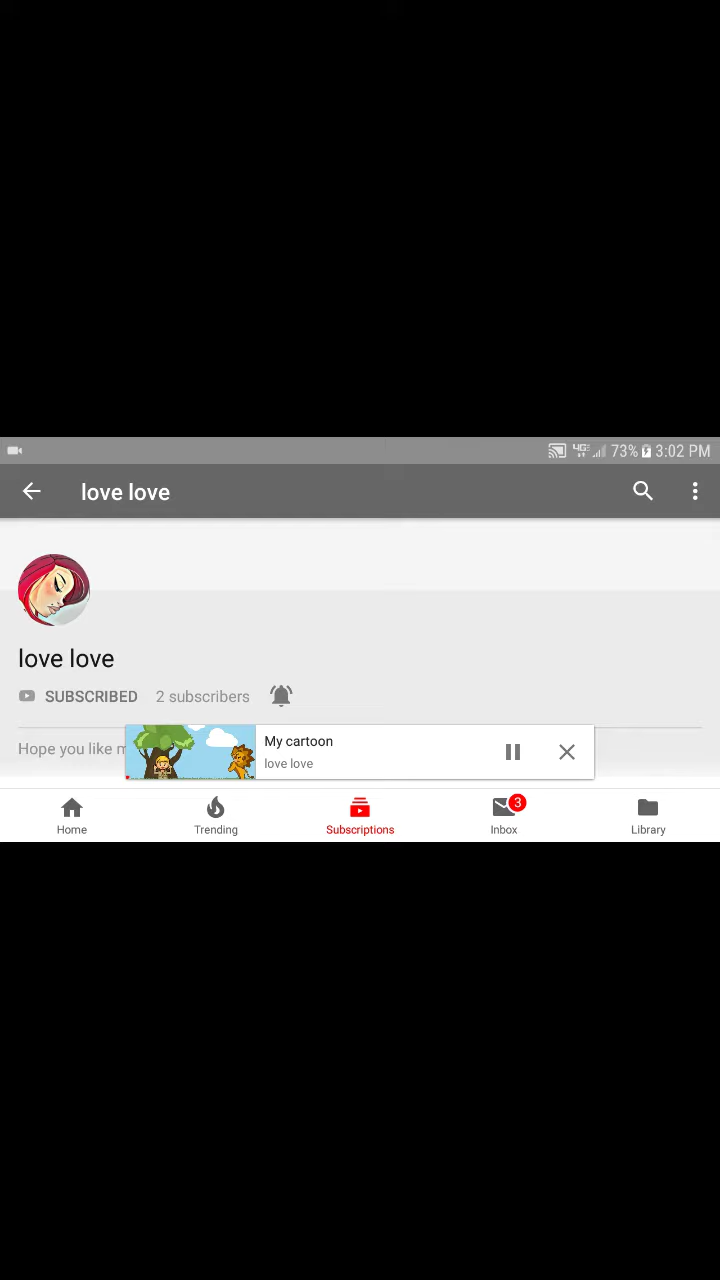 4GE 73% 3:02 PM
love love
love love
SUBSCRIBED 2 subscribers
Hope you like
My cartoon
love love
3
Home Trending Subscriptions Inbox Library